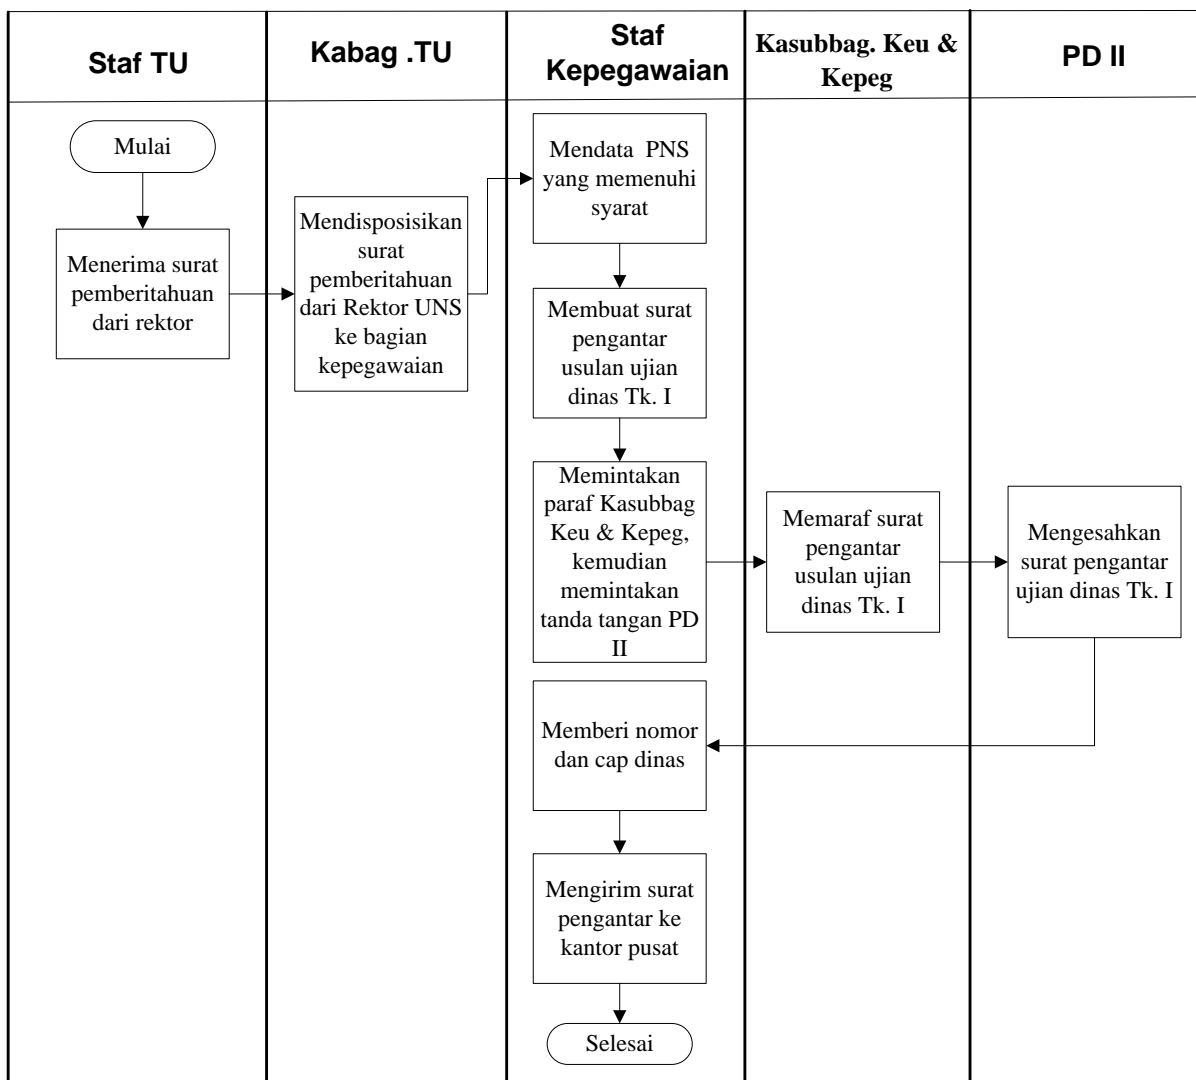 Staf TU
Kabag .TU
Staf
Kepegawaian
Kasubbag. Keu &
Kepeg
PD II
Mulai
Menerima surat
pemberitahuan
dari rektor
Mendisposisikan
surat
pemberitahuan
dari Rektor UNS
ke bagian
kepegawaian
Mendata PNS
yang memenuhi
syarat
Membuat surat
pengantar
usulan ujian
dinas Tk. I
Memintakan
paraf Kasubbag
Keu & Kepeg,
kemudian
memintakan
tanda tangan PD
II
Memaraf surat
pengantar
usulan ujian
dinas Tk. I
Mengesahkan
surat pengantar
ujian dinas Tk. I
Memberi nomor
dan cap dinas
Mengirim surat
pengantar ke
kantor pusat
Selesai